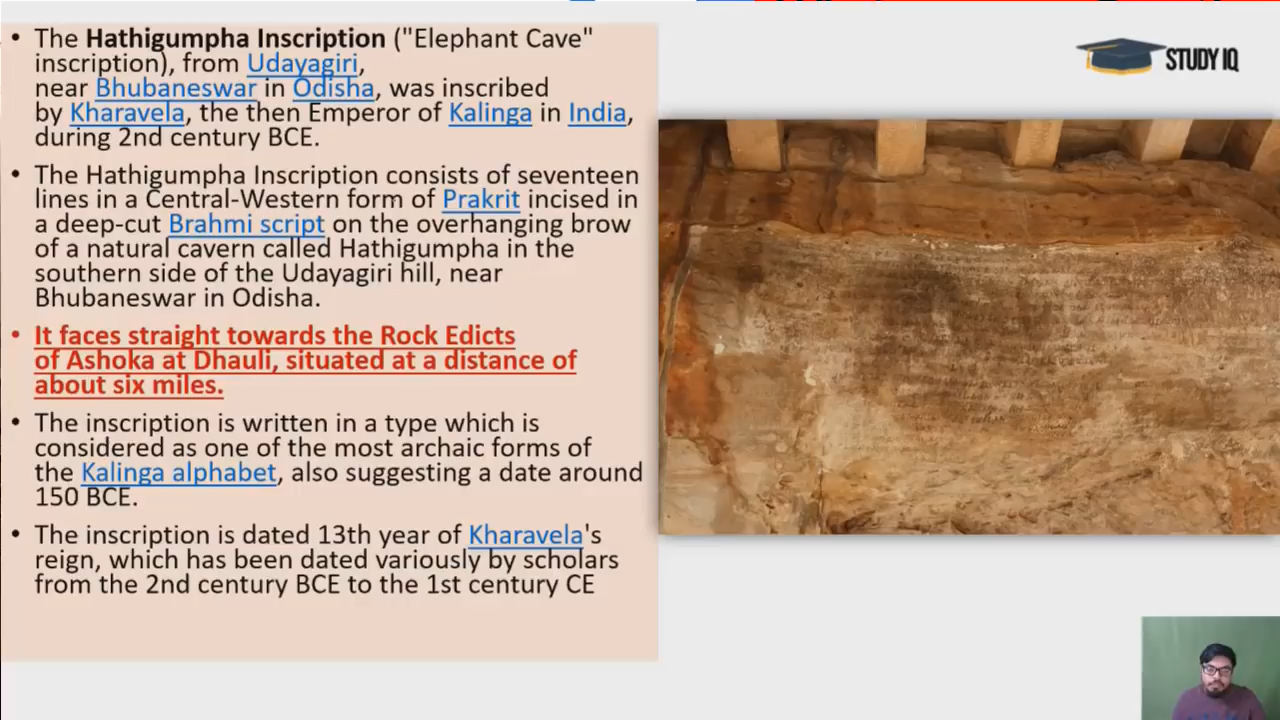 • The Hathigumpha Inscription ("Elephant Cave"
inscription), from Udayagiri,
near Bhubaneswar in Odisha, was inscribed
by Kharavela, the then Emperor of Kalinga in India,
during 2nd century BCE.
• The Hathigumpha Inscription consists of seventeen
lines in a Central-Western form of Prakrit incised in
a deep-cut Brahmi script on the overhanging brow
of a natural cavern called Hathigumpha in the
southern side of the Udayagiri hill, near
Bhubaneswar in Odisha.
• It faces straight towards the Rock Edicts
of Ashoka at Dhauli, situated at a distance of
about six miles.
• The inscription is written in a type which is
considered as one of the most archaic forms of
the Kalinga alphabet, also suggesting a date around
150 BCE.
• The inscription is dated 13th year of Kharavela's
reign, which has been dated variously by scholars
from the 2nd century BCE to the 1st century CE
STUDY IQ